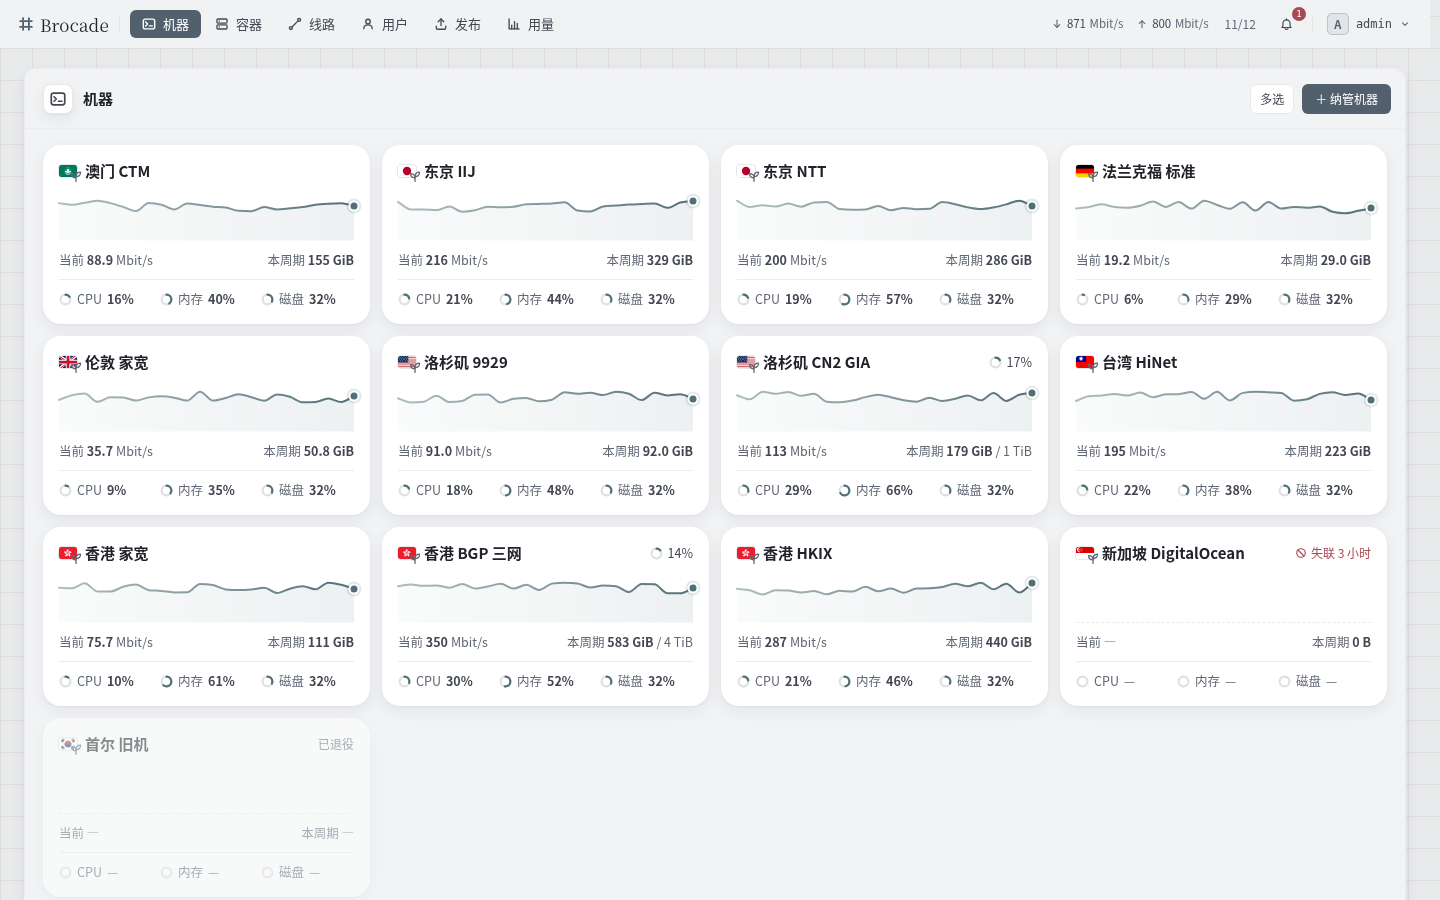 Brocade 机器 容器 线路 用户 发布 用量 ↓ 871 Mbit/s ↑ 800 Mbit/s 11/12 1 A admin
机器 多选 + 纳管机器
澳门 CTM
当前 88.9 Mbit/s 本周期 155 GiB
CPU 16% 内存 40% 磁盘 32%
东京 IIJ
当前 216 Mbit/s 本周期 329 GiB
CPU 21% 内存 44% 磁盘 32%
东京 NTT
当前 200 Mbit/s 本周期 286 GiB
CPU 19% 内存 57% 磁盘 32%
法兰克福 标准
当前 19.2 Mbit/s 本周期 29.0 GiB
CPU 6% 内存 29% 磁盘 32%
伦敦 家宽
当前 35.7 Mbit/s 本周期 50.8 GiB
CPU 9% 内存 35% 磁盘 32%
洛杉矶 9929
当前 91.0 Mbit/s 本周期 92.0 GiB
CPU 18% 内存 48% 磁盘 32%
洛杉矶 CN2 GIA 17%
当前 113 Mbit/s 本周期 179 GiB / 1 TiB
CPU 29% 内存 66% 磁盘 32%
台湾 HiNet
当前 195 Mbit/s 本周期 223 GiB
CPU 22% 内存 38% 磁盘 32%
香港 家宽
当前 75.7 Mbit/s 本周期 111 GiB
CPU 10% 内存 61% 磁盘 32%
香港 BGP 三网 14%
当前 350 Mbit/s 本周期 583 GiB / 4 TiB
CPU 30% 内存 52% 磁盘 32%
香港 HKIX
当前 287 Mbit/s 本周期 440 GiB
CPU 21% 内存 46% 磁盘 32%
新加坡 DigitalOcean 失联 3 小时
当前 — 本周期 0 B
CPU — 内存 — 磁盘 —
首尔 旧机 已退役
当前 — 本周期 —
CPU — 内存 — 磁盘 —